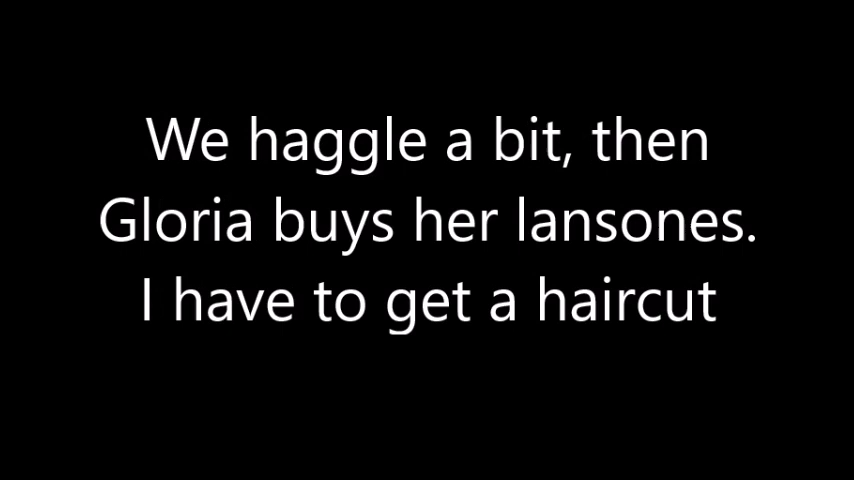 We haggle a bit, then
Gloria buys her lansones.
I have to get a haircut